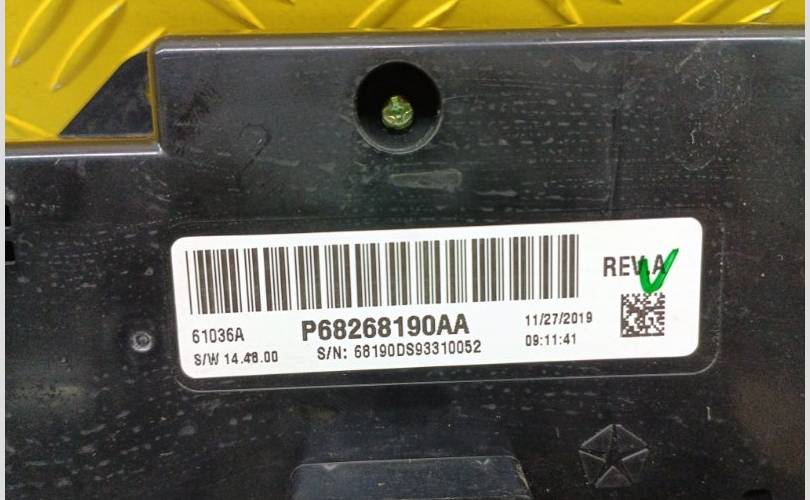 REV.A
61036A
P68268190AA
11/27/2019
S/W 14.48.00
S/N: 68190DS93310052
09:11:41